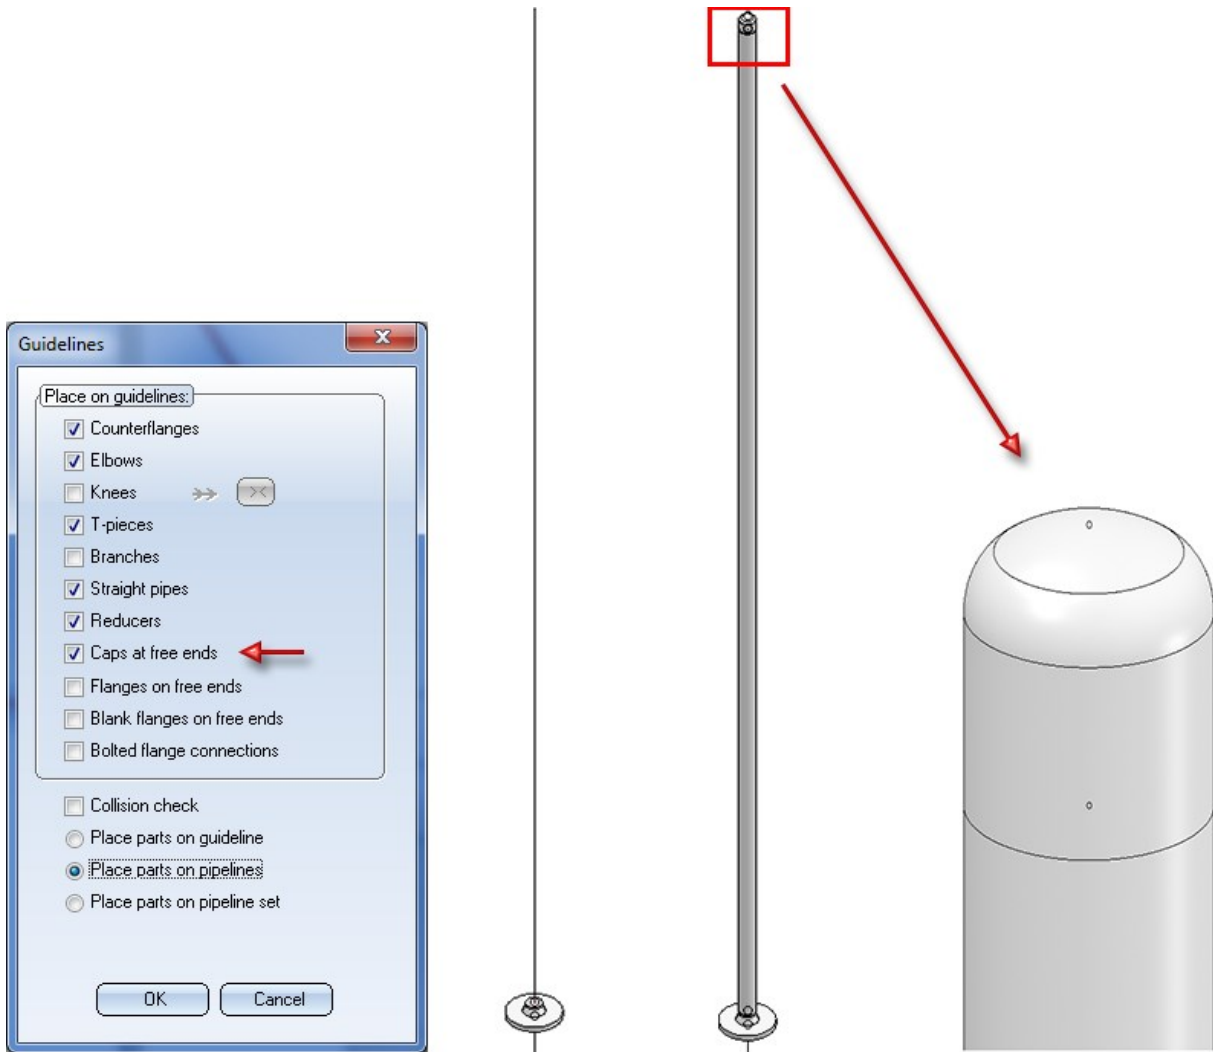 Guidelines
Place on guidelines:
Counterflanges
Elbows
Knees
T-pieces
Branches
Straight pipes
Reducers
Caps at free ends
Flanges on free ends
Blank flanges on free ends
Bolted flange connections
Collision check
Place parts on guideline
Place parts on pipelines
Place parts on pipeline set
OK Cancel